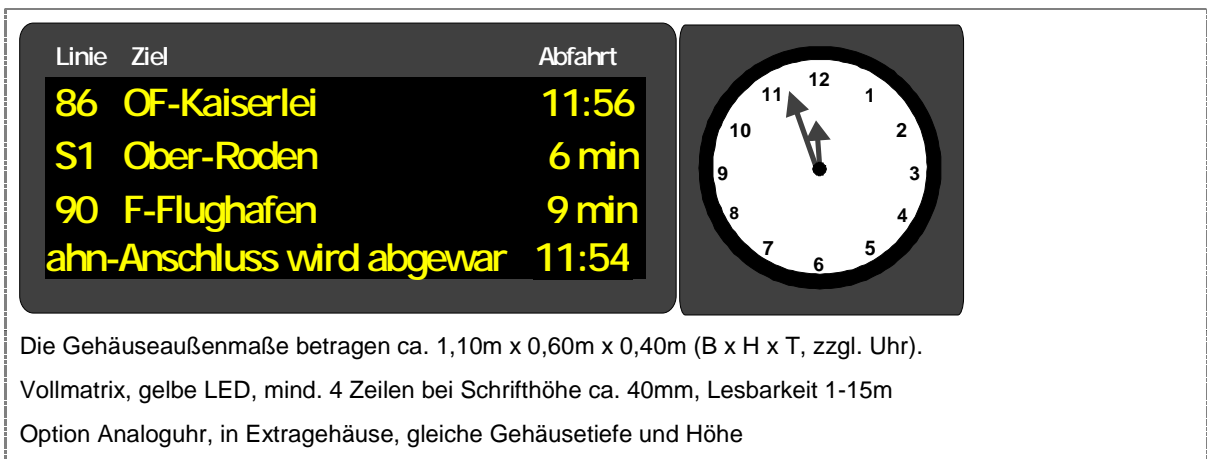 Linie Ziel Abfahrt
86 OF-Kaiserlei 11:56
S1 Ober-Roden 6 min
90 F-Flughafen 9 min
ahn-Anschluss wird abgewar 11:54
12
11 1
10 2
9 3
8 4
7 5
6
Die Gehäuseaußenmaße betragen ca. 1,10m x 0,60m x 0,40m (B x H x T, zzgl. Uhr).
Vollmatrix, gelbe LED, mind. 4 Zeilen bei Schrifthöhe ca. 40mm, Lesbarkeit 1-15m
Option Analoguhr, in Extragehäuse, gleiche Gehäusetiefe und Höhe